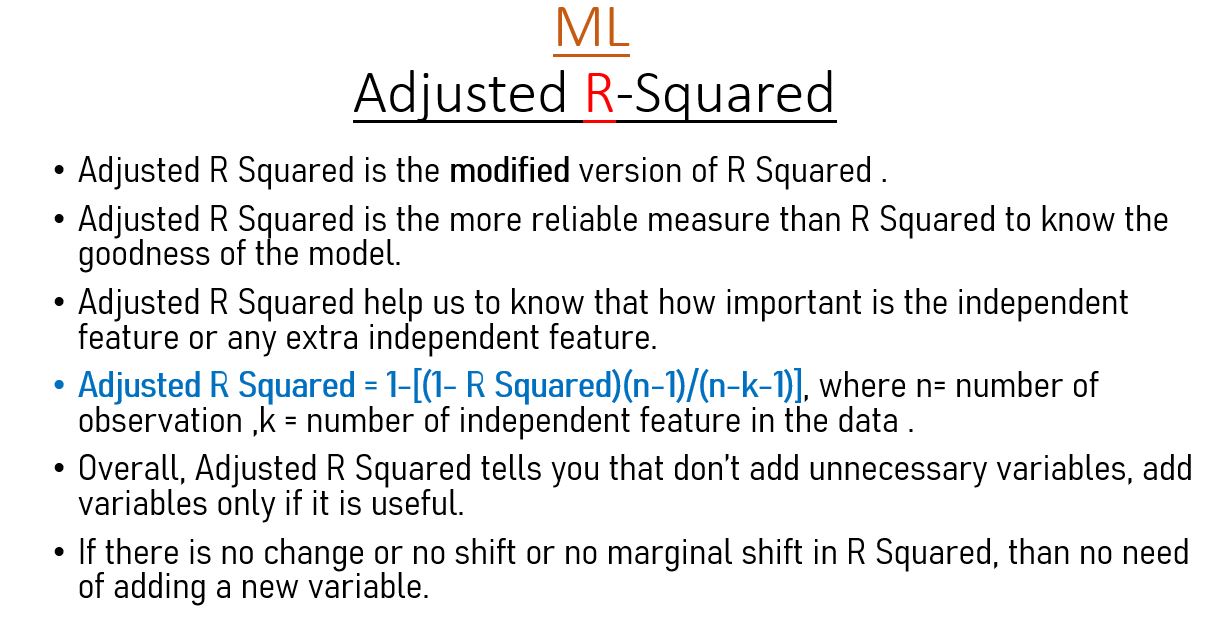 ML
Adjusted R-Squared
• Adjusted R Squared is the modified version of R Squared .
• Adjusted R Squared is the more reliable measure than R Squared to know the
goodness of the model.
• Adjusted R Squared help us to know that how important is the independent
feature or any extra independent feature.
• Adjusted R Squared = 1-[(1- R Squared)(n-1)/(n-k-1)], where n= number of
observation ,k = number of independent feature in the data .
• Overall, Adjusted R Squared tells you that don’t add unnecessary variables, add
variables only if it is useful.
• If there is no change or no shift or no marginal shift in R Squared, than no need
of adding a new variable.